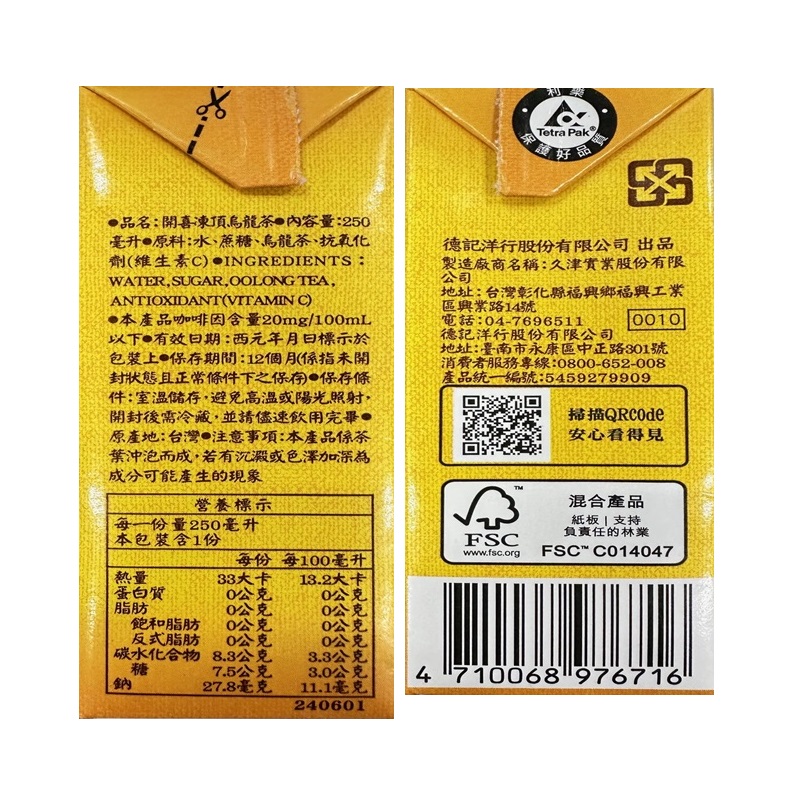 ●品名:開喜凍頂烏龍茶●內容量:250
毫升●原料:水、蔗糖、烏龍茶、抗氧化
劑(維生素C)●INGREDIENTS:
WATER,SUGAR,OOLONG TEA,
ANTIOXIDANT(VITAMIN C)
●本產品咖啡因含量20mg/100mL
以下●有效日期:西元年月日標示於
包裝上●保存期間:12個月(係指未開
封狀態且正常條件下之保存)●保存條
件:室溫儲存,避免高溫或陽光照射,
開封後需冷藏,並請儘速飲用完畢●
原產地:台灣●注意事項:本產品係茶
葉沖泡而成,若有沉澱或色澤加深為
成分可能產生的現象
營養標示
每一份量250毫升
本包裝含1份
每份 每100毫升
熱量 33大卡 13.2大卡
蛋白質 0公克 0公克
脂肪 0公克 0公克
飽和脂肪 0公克 0公克
反式脂肪 0公克 0公克
碳水化合物 8.3公克 3.3公克
糖 7.5公克 3.0公克
鈉 27.8毫克 11.1毫克
240601
利樂
Tetra Pak®
保護好品質
德記洋行股份有限公司 出品
製造廠商名稱:久津實業股份有限
公司
地址:台灣彰化縣福興鄉福興工業
區興業路14號
電話:04-7696511 0010
德記洋行股份有限公司
地址:臺南市永康區中正路301號
消費者服務專線:0800-652-008
產品統一編號:5459279909
掃描QRcode
安心看得見
FSC
www.fsc.org
混合產品
紙板 | 支持
負責任的林業
FSC™ C014047
4 710068 976716